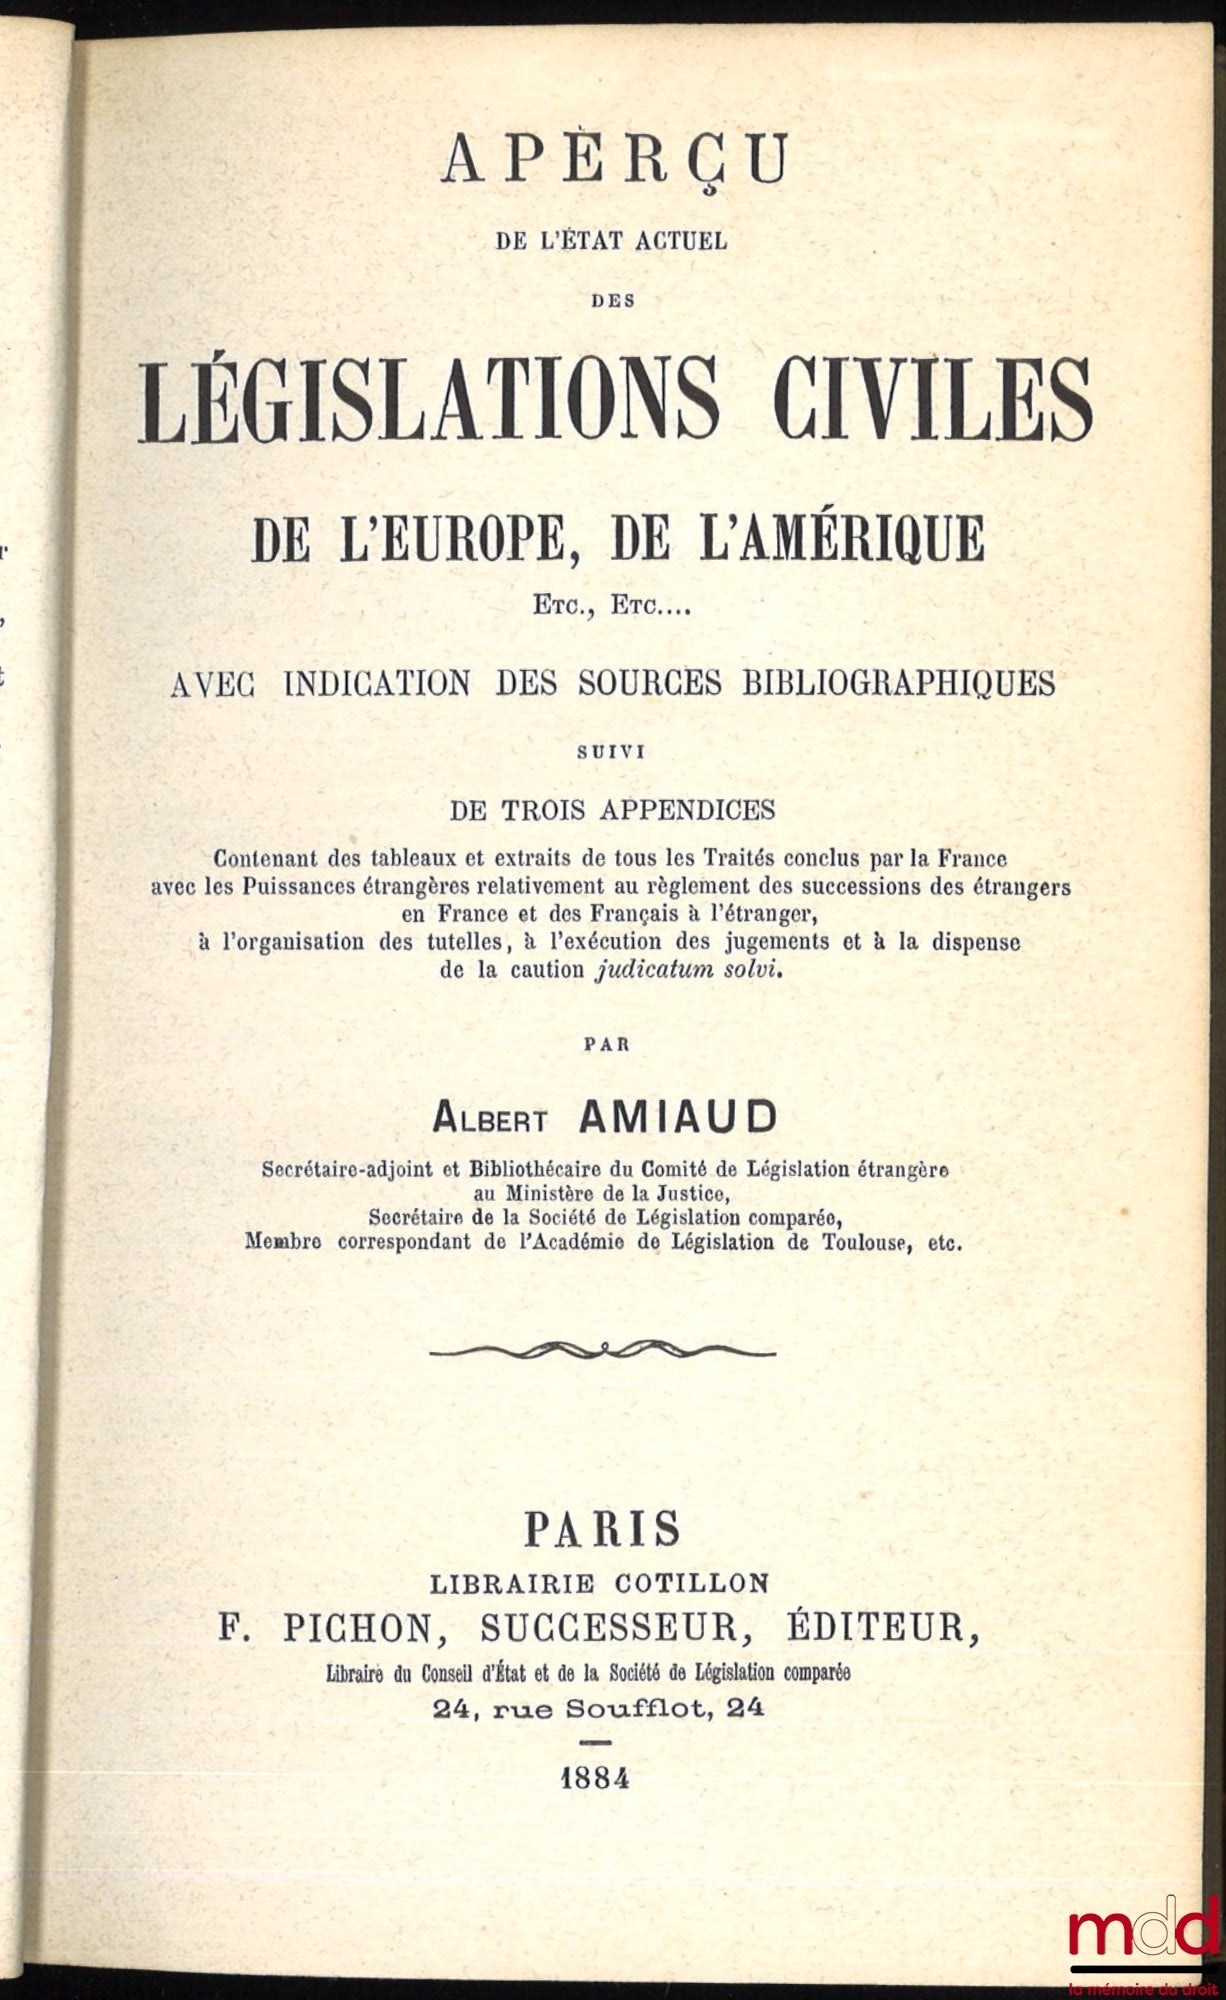 APERÇU
DE L'ÉTAT ACTUEL
DES
LÉGISLATIONS CIVILES
DE L'EUROPE, DE L'AMÉRIQUE
ETC., ETC....
AVEC INDICATION DES SOURCES BIBLIOGRAPHIQUES
SUIVI
DE TROIS APPENDICES
Contenant des tableaux et extraits de tous les Traités conclus par la France
avec les Puissances étrangères relativement au règlement des successions des étrangers
en France et des Français à l'étranger,
à l'organisation des tutelles, à l'exécution des jugements et à la dispense
de la caution judicatum solvi.
PAR
ALBERT AMIAUD
Secrétaire-adjoint et Bibliothécaire du Comité de Législation étrangère
au Ministère de la Justice,
Secrétaire de la Société de Législation comparée,
Membre correspondant de l'Académie de Législation de Toulouse, etc.
PARIS
LIBRAIRIE COTILLON
F. PICHON, SUCCESSEUR, ÉDITEUR,
Libraire du Conseil d'État et de la Société de Législation comparée
24, rue Soufflot, 24
1884
mdd
la mémoire du droit